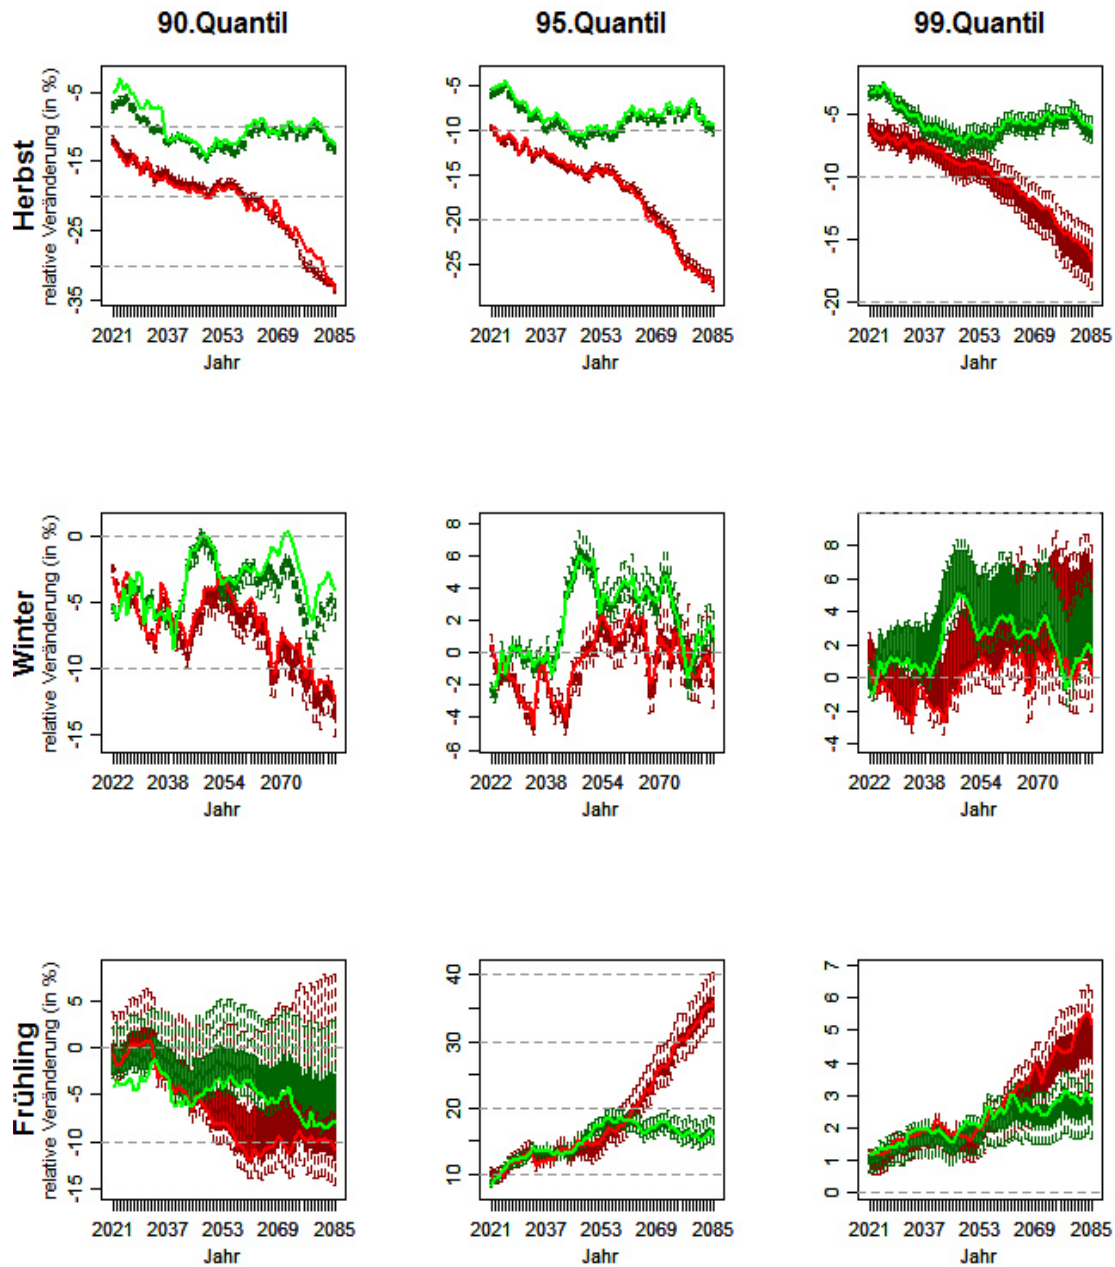 90.Quantil 95.Quantil 99.Quantil
Herbst
relative Veränderung (in %)
-5
-15
-25
-35
2021 2037 2053 2069 2085
Jahr
-5
-10
-15
-20
-25
2021 2037 2053 2069 2085
Jahr
-5
-10
-15
-20
2021 2037 2053 2069 2085
Jahr
Winter
relative Veränderung (in %)
0
-5
-10
-15
2022 2038 2054 2070
Jahr
8
6
4
2
0
-2
-4
-6
2022 2038 2054 2070
Jahr
8
6
4
2
0
-2
-4
2022 2038 2054 2070
Jahr
Frühling
relative Veränderung (in %)
5
0
-5
-10
-15
2021 2037 2053 2069 2085
Jahr
40
30
20
10
2021 2037 2053 2069 2085
Jahr
7
6
5
4
3
2
1
0
2021 2037 2053 2069 2085
Jahr